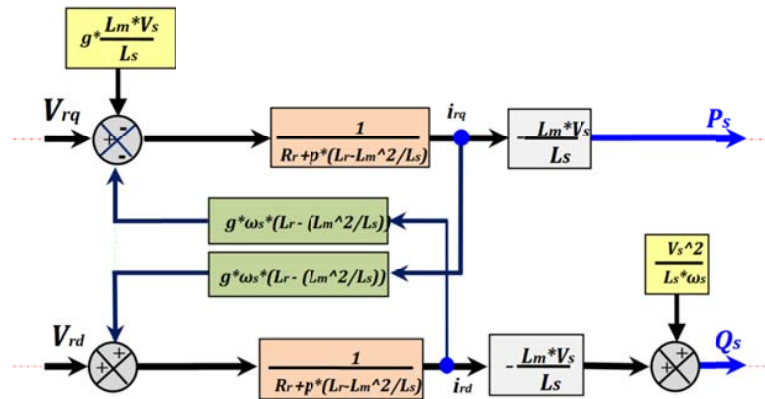 g* Lm*Vs
Ls
Vrq
-
-
1
Rr+p*(Lr-Lm^2/Ls)
irq
- Lm*Vs
Ls
Ps
g*ωs*(Lr - (Lm^2/Ls))
g*ωs*(Lr - (Lm^2/Ls))
Vs^2
Ls*ωs
Vrd
+
+
1
Rr+p*(Lr-Lm^2/Ls)
ird
- Lm*Vs
Ls
+
+
Qs